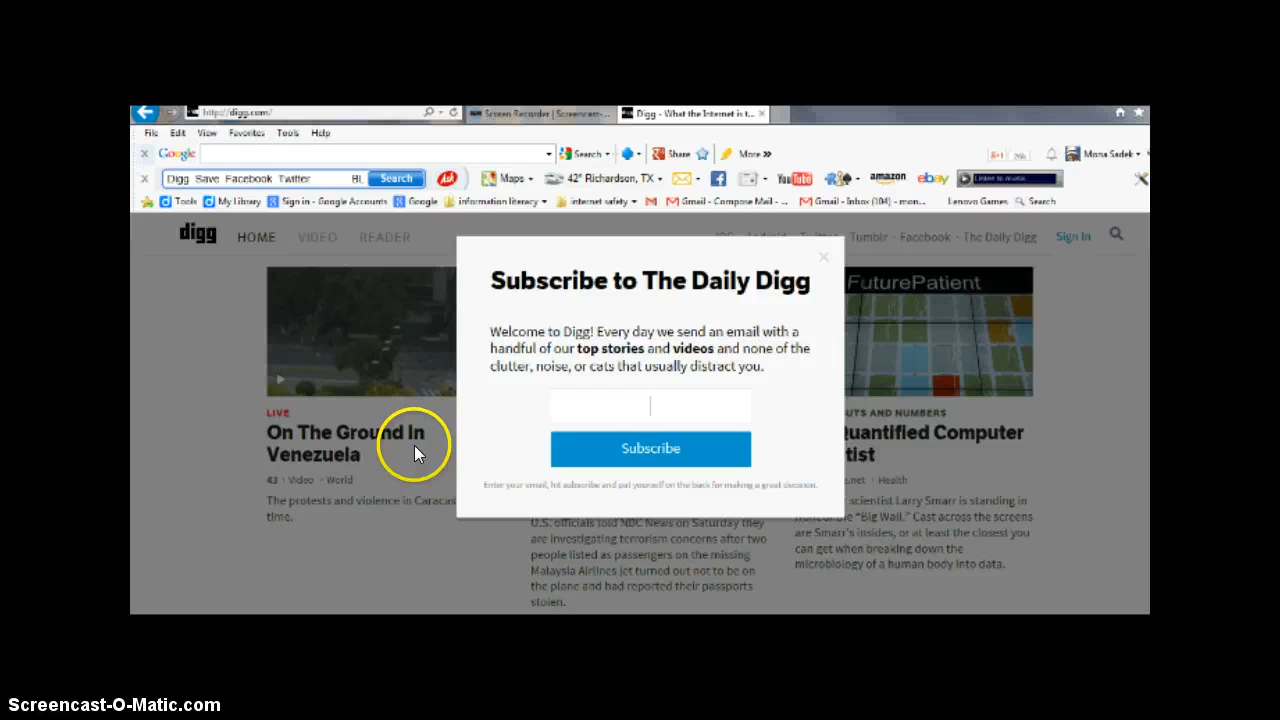 http://digg.com/
Screen Recorder | Screencast-...
Digg - What the Internet is t...
File Edit View Favorites Tools Help
Google
Search
Share
More »
Mona Sadek
Digg Save Facebook Twitter BL
Search
Ask
Maps
42° Richardson, TX
YouTube
amazon
ebay
Tools
My Library
Sign in - Google Accounts
Google
information literacy
internet safety
Gmail - Compose Mail - ...
Gmail - Inbox (104) - mon...
Lenovo Games
Search
digg
HOME VIDEO READER
Tumblr - Facebook - The Daily Digg
Sign In
Subscribe to The Daily Digg
Welcome to Digg! Every day we send an email with a
handful of our top stories and videos and none of the
clutter, noise, or cats that usually distract you.
Subscribe
Enter your email, hit subscribe and pat yourself on the back for making a great decision.
LIVE
On The Ground In
Venezuela
43 · Video · World
The protests and violence in Caracas
time.
U.S. officials told NBC News on Saturday they
are investigating terrorism concerns after two
people listed as passengers on the missing
Malaysia Airlines jet turned out not to be on
the plane and had reported their passports
stolen.
FuturePatient
UTS AND NUMBERS
Quantified Computer
tist
.net · Health
scientist Larry Smarr is standing in
the "Big Wall." Cast across the screens
are Smarr's insides, or at least the closest you
can get when breaking down the
microbiology of a human body into data.
Screencast-O-Matic.com